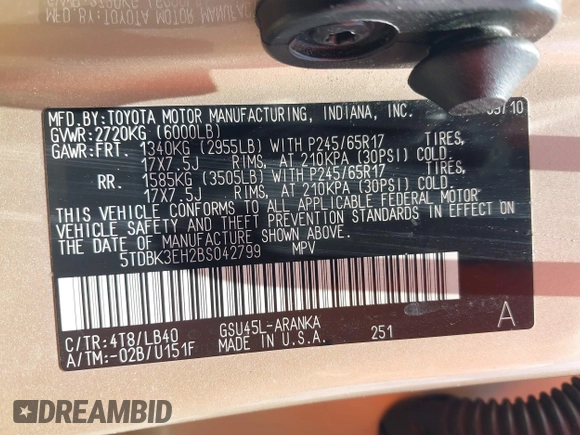 MFD.BY:TOYOTA MOTOR MANUFACTURING, INDIANA, INC. /10
GVWR:2720KG (6000LB)
GAWR:FRT. 1340KG (2955LB) WITH P245/65R17 TIRES,
17X7.5J RIMS, AT 210KPA (30PSI) COLD.
RR. 1585KG (3505LB) WITH P245/65R17 TIRES,
17X7.5J RIMS, AT 210KPA (30PSI) COLD.
THIS VEHICLE CONFORMS TO ALL APPLICABLE FEDERAL MOTOR
VEHICLE SAFETY AND THEFT PREVENTION STANDARDS IN EFFECT ON
THE DATE OF MANUFACTURE SHOWN ABOVE.
5TDBK3EH2BS042799 MPV
C/TR:4T8/LB40 GSU45L-ARANKA A
A/TM:-02B/U151F MADE IN U.S.A. 251
DREAMBID